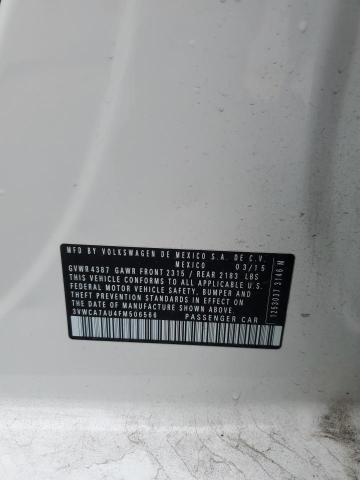 MFD. BY VOLKSWAGEN DE MEXICO S.A. DE C.V.
MEXICO 03/15
GVWR 4387 GAWR FRONT 2315 / REAR 2183 LBS
THIS VEHICLE CONFORMS TO ALL APPLICABLE U.S.
FEDERAL MOTOR VEHICLE SAFETY, BUMPER AND
THEFT PREVENTION STANDARDS IN EFFECT ON THE DATE
OF MANUFACTURE SHOWN ABOVE.
3VWCA7AU4FM506566 PASSENGER CAR
1253037 3146 M